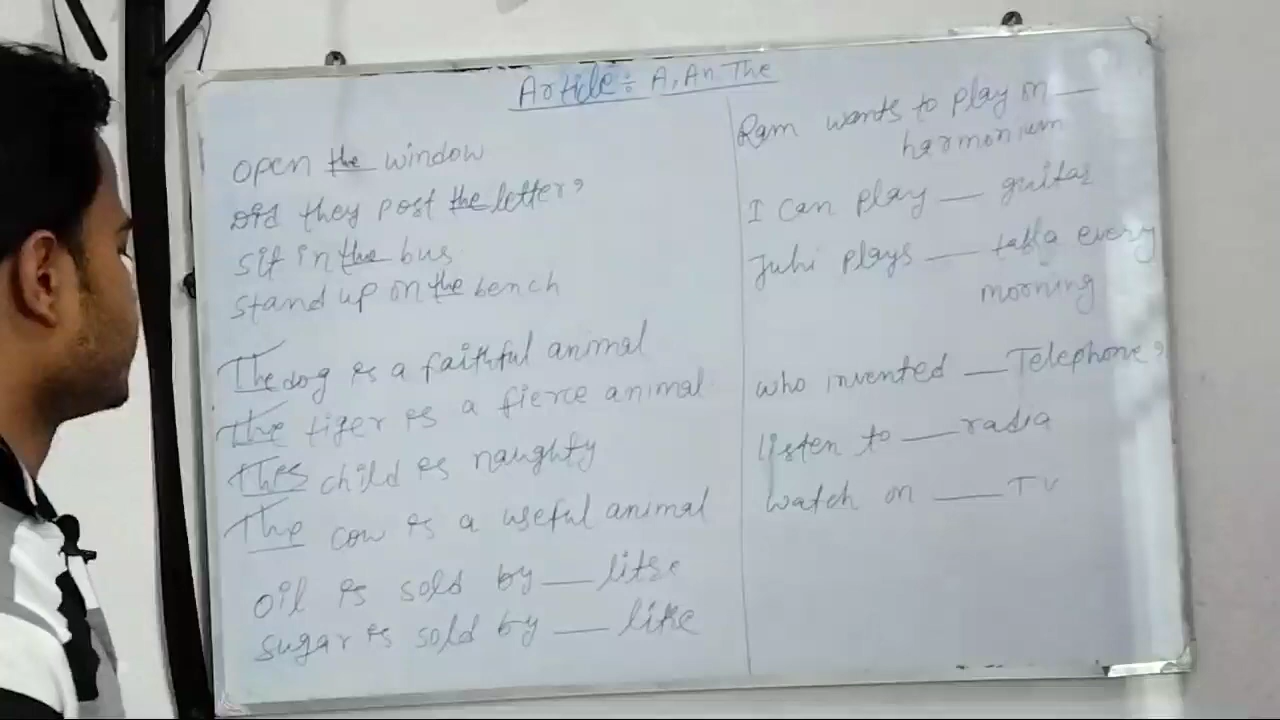 Article ÷ A, An The
open the window
Did they post the letter?
sit in the bus
stand up on the bench
The dog is a faithful animal
The tiger is a fierce animal
This child is naughty
The cow is a useful animal
oil is sold by ___ litre
sugar is sold by ___ like
Ram wants to play on ___
harmonium
I can play ___ guitar
Juhi plays ___ tabla every
morning
who invented ___ Telephone?
listen to ___ radio
watch on ___ TV